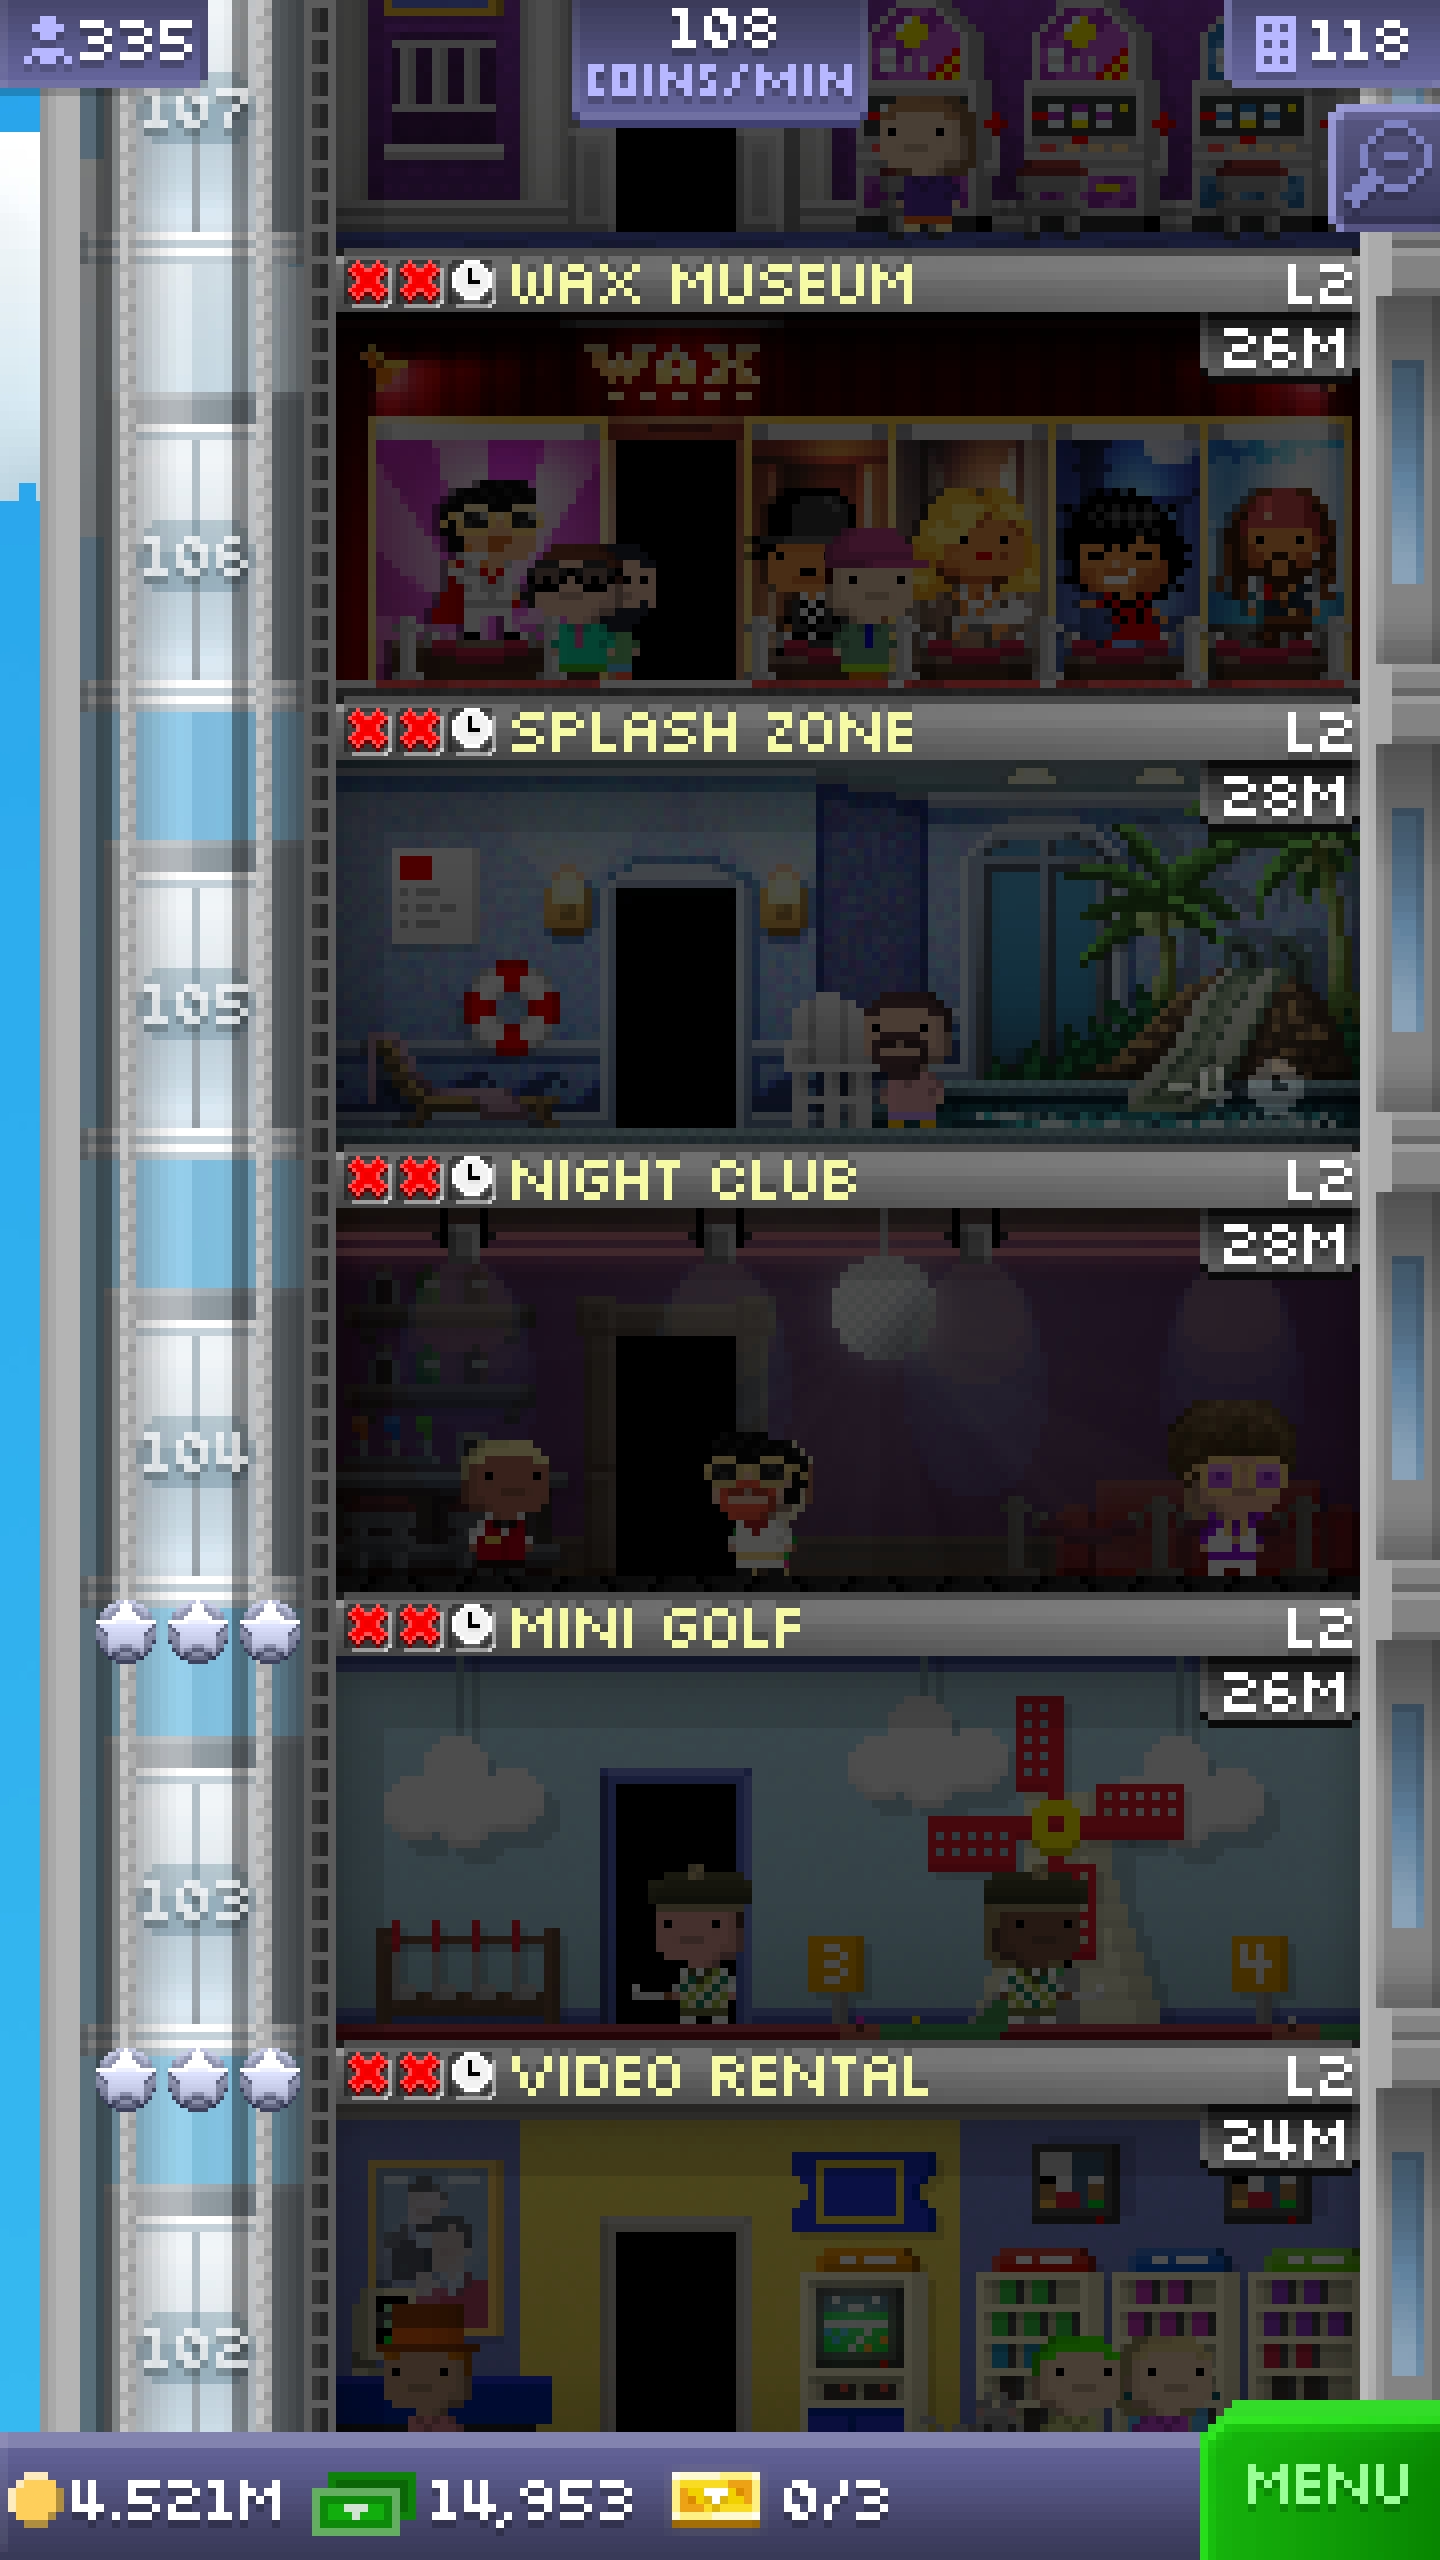 335
108
COINS/MIN
118
107
WAX MUSEUM L2
26M
WAX
106
SPLASH ZONE L2
28M
105
NIGHT CLUB L2
28M
104
MINI GOLF L2
26M
103
3
4
VIDEO RENTAL L2
24M
102
4.521M 14,953 0/3 MENU